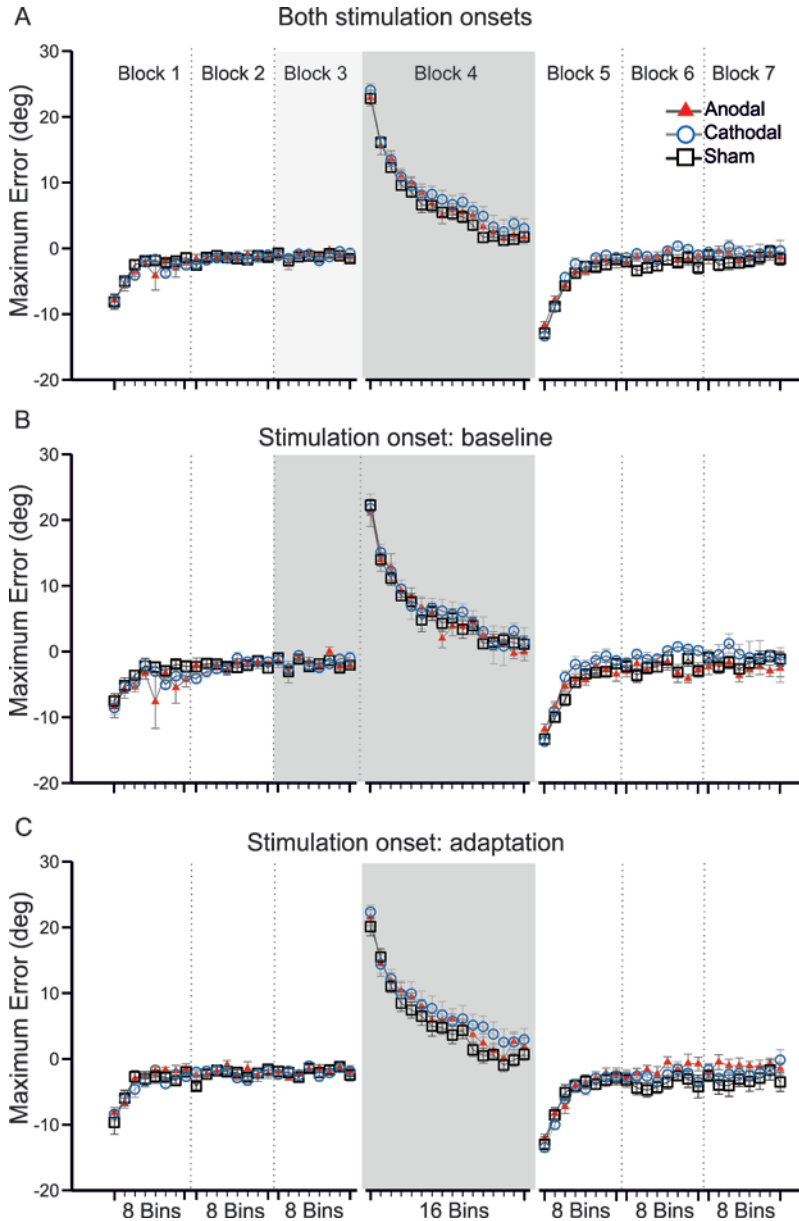 A
Both stimulation onsets
Maximum Error (deg)
30
20
10
0
-10
-20
Block 1
Block 2
Block 3
Block 4
Block 5
Block 6
Block 7
Anodal
Cathodal
Sham
B
Stimulation onset: baseline
Maximum Error (deg)
30
20
10
0
-10
-20
C
Stimulation onset: adaptation
Maximum Error (deg)
30
20
10
0
-10
-20
8 Bins
8 Bins
8 Bins
16 Bins
8 Bins
8 Bins
8 Bins